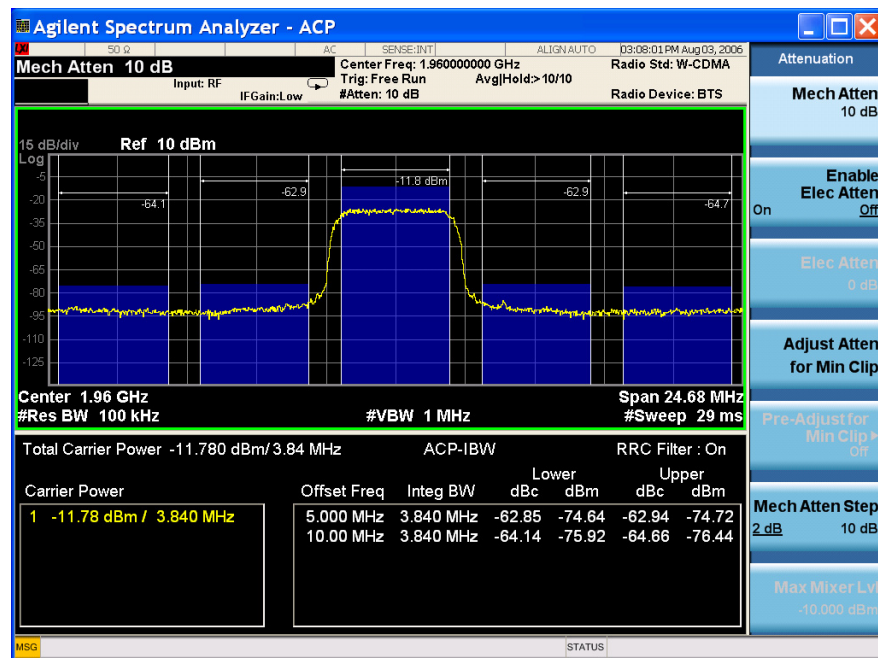 Agilent Spectrum Analyzer - ACP
LXI 50 Ω AC SENSE:INT ALIGN AUTO 03:08:01 PM Aug 03, 2006
Mech Atten 10 dB
Center Freq: 1.960000000 GHz
Radio Std: W-CDMA
Input: RF
Trig: Free Run Avg|Hold:>10/10
IFGain:Low
#Atten: 10 dB
Radio Device: BTS
15 dB/div Ref 10 dBm
Log
-5
-20
-35
-50
-65
-80
-95
-110
-125
-64.1
-62.9
-11.8 dBm
-62.9
-64.7
Center 1.96 GHz Span 24.68 MHz
#Res BW 100 kHz #VBW 1 MHz #Sweep 29 ms
Total Carrier Power -11.780 dBm/ 3.84 MHz ACP-IBW RRC Filter : On
Lower Upper
Carrier Power Offset Freq Integ BW dBc dBm dBc dBm
1 -11.78 dBm / 3.840 MHz
5.000 MHz 3.840 MHz -62.85 -74.64 -62.94 -74.72
10.00 MHz 3.840 MHz -64.14 -75.92 -64.66 -76.44
MSG STATUS
Attenuation
Mech Atten
10 dB
Enable
Elec Atten
On Off
Elec Atten
0 dB
Adjust Atten
for Min Clip
Pre-Adjust for
Min Clip
Off
Mech Atten Step
2 dB 10 dB
Max Mixer Lvl
-10.000 dBm